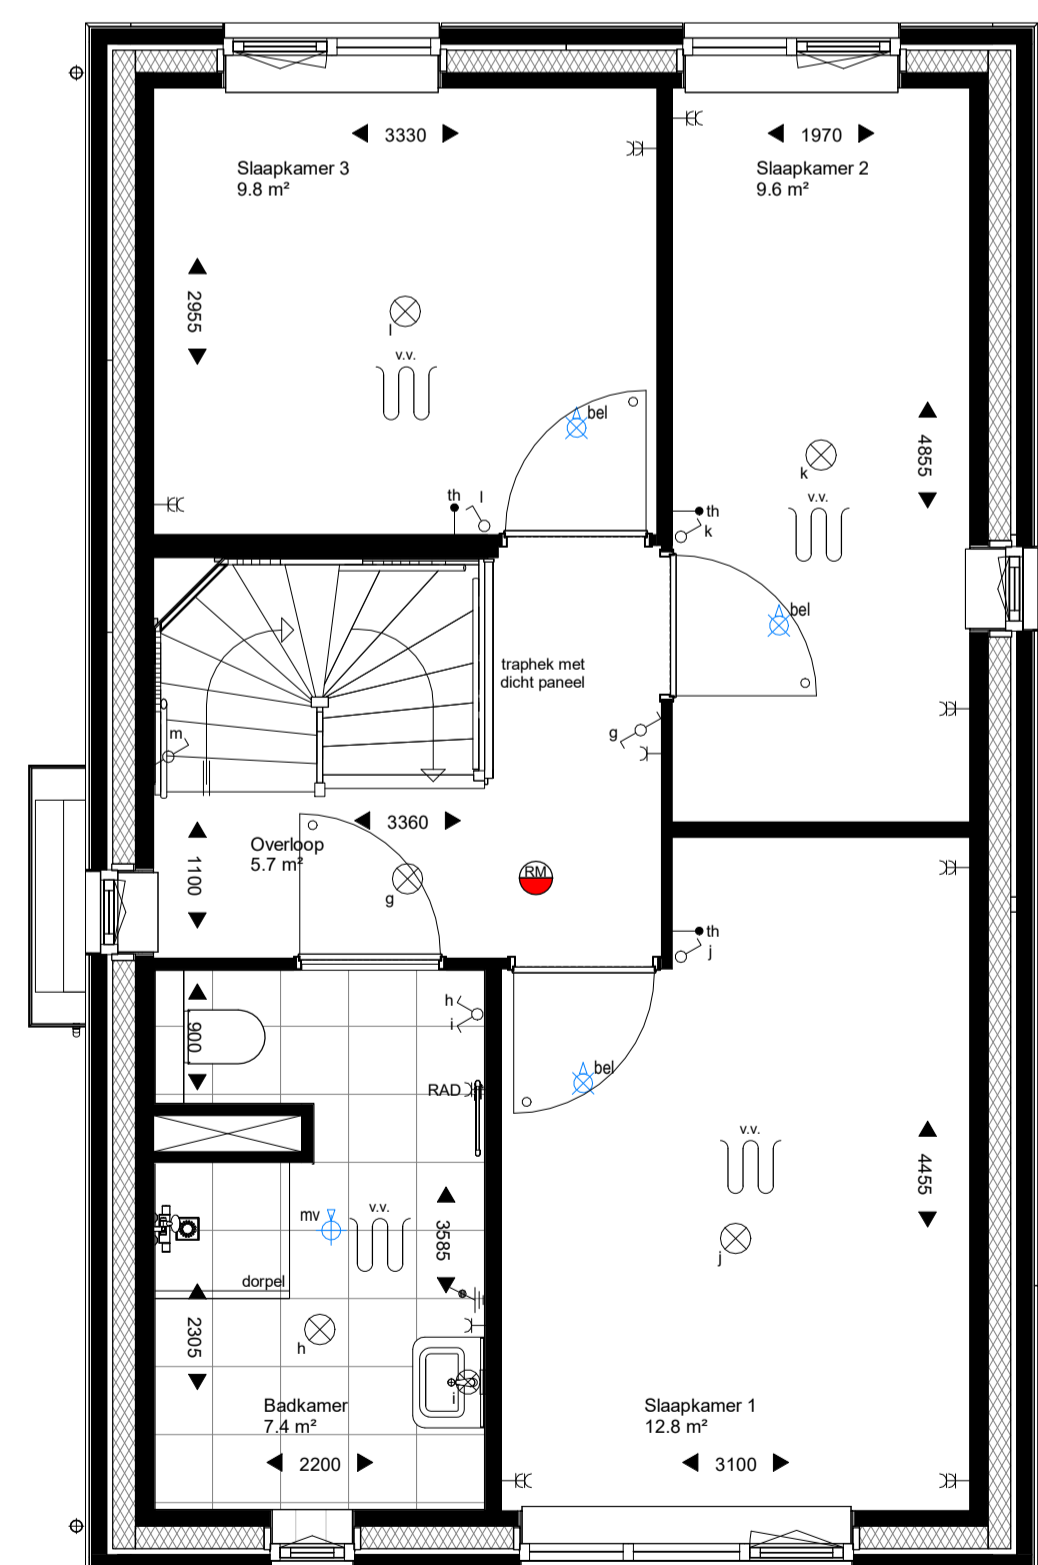 3330
1970
Slaapkamer 3
9.8 m²
Slaapkamer 2
9.6 m²
2955
l
v.v.
bel
4855
k
v.v.
th
l
th
k
bel
traphek met
dicht paneel
m
g
3360
Overloop
5.7 m²
1100
g
RM
th
j
h
i
900
RAD
bel
v.v.
4455
mv
v.v.
3585
j
dorpel
2305
h
i
Badkamer
7.4 m²
Slaapkamer 1
12.8 m²
2200
3100